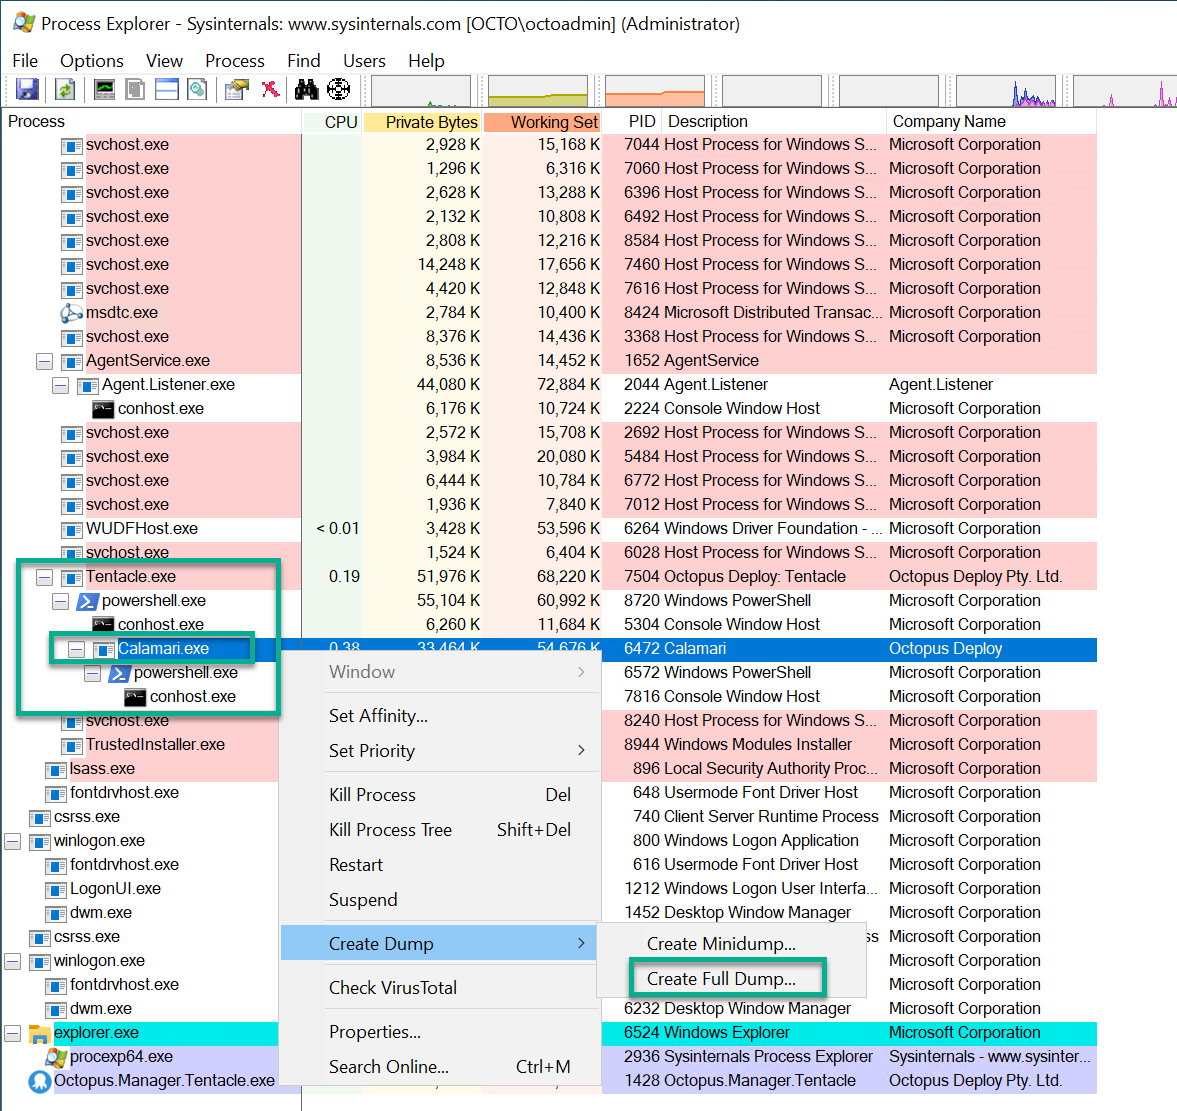 Process Explorer - Sysinternals: www.sysinternals.com [OCTO\octoadmin] (Administrator)
File Options View Process Find Users Help
Process CPU Private Bytes Working Set PID Description Company Name
svchost.exe 2,928 K 15,168 K 7044 Host Process for Windows S... Microsoft Corporation
svchost.exe 1,296 K 6,316 K 7060 Host Process for Windows S... Microsoft Corporation
svchost.exe 2,628 K 13,288 K 6396 Host Process for Windows S... Microsoft Corporation
svchost.exe 2,132 K 10,808 K 6492 Host Process for Windows S... Microsoft Corporation
svchost.exe 2,808 K 12,216 K 8584 Host Process for Windows S... Microsoft Corporation
svchost.exe 14,248 K 17,656 K 7460 Host Process for Windows S... Microsoft Corporation
svchost.exe 4,420 K 12,848 K 7616 Host Process for Windows S... Microsoft Corporation
msdtc.exe 2,784 K 10,400 K 8424 Microsoft Distributed Transac... Microsoft Corporation
svchost.exe 8,376 K 14,436 K 3368 Host Process for Windows S... Microsoft Corporation
AgentService.exe 8,536 K 14,452 K 1652 AgentService
Agent.Listener.exe 44,080 K 72,884 K 2044 Agent.Listener Agent.Listener
conhost.exe 6,176 K 10,724 K 2224 Console Window Host Microsoft Corporation
svchost.exe 2,572 K 15,708 K 2692 Host Process for Windows S... Microsoft Corporation
svchost.exe 3,984 K 20,080 K 5484 Host Process for Windows S... Microsoft Corporation
svchost.exe 6,444 K 10,784 K 6772 Host Process for Windows S... Microsoft Corporation
svchost.exe 1,936 K 7,840 K 7012 Host Process for Windows S... Microsoft Corporation
WUDFHost.exe < 0.01 3,428 K 53,596 K 6264 Windows Driver Foundation - ... Microsoft Corporation
svchost.exe 1,524 K 6,404 K 6028 Host Process for Windows S... Microsoft Corporation
Tentacle.exe 0.19 51,976 K 68,220 K 7504 Octopus Deploy: Tentacle Octopus Deploy Pty. Ltd.
powershell.exe 55,104 K 60,992 K 8720 Windows PowerShell Microsoft Corporation
conhost.exe 6,260 K 11,684 K 5304 Console Window Host Microsoft Corporation
Calamari.exe 0.38 33,464 K 54,676 K 6472 Calamari Octopus Deploy
powershell.exe 6572 Windows PowerShell Microsoft Corporation
conhost.exe 7816 Console Window Host Microsoft Corporation
svchost.exe 8240 Host Process for Windows S... Microsoft Corporation
TrustedInstaller.exe 8944 Windows Modules Installer Microsoft Corporation
lsass.exe 896 Local Security Authority Proc... Microsoft Corporation
fontdrvhost.exe 648 Usermode Font Driver Host Microsoft Corporation
csrss.exe 740 Client Server Runtime Process Microsoft Corporation
winlogon.exe 800 Windows Logon Application Microsoft Corporation
fontdrvhost.exe 616 Usermode Font Driver Host Microsoft Corporation
LogonUI.exe 1212 Windows Logon User Interfa... Microsoft Corporation
dwm.exe 1452 Desktop Window Manager Microsoft Corporation
csrss.exe ss Microsoft Corporation
winlogon.exe Microsoft Corporation
fontdrvhost.exe Microsoft Corporation
dwm.exe 6232 Desktop Window Manager Microsoft Corporation
explorer.exe 6524 Windows Explorer Microsoft Corporation
procexp64.exe 2936 Sysinternals Process Explorer Sysinternals - www.sysinter...
Octopus.Manager.Tentacle.exe 1428 Octopus.Manager.Tentacle Octopus Deploy Pty. Ltd.
Window
Set Affinity...
Set Priority
Kill Process Del
Kill Process Tree Shift+Del
Restart
Suspend
Create Dump
Check VirusTotal
Properties...
Search Online... Ctrl+M
Create Minidump...
Create Full Dump...